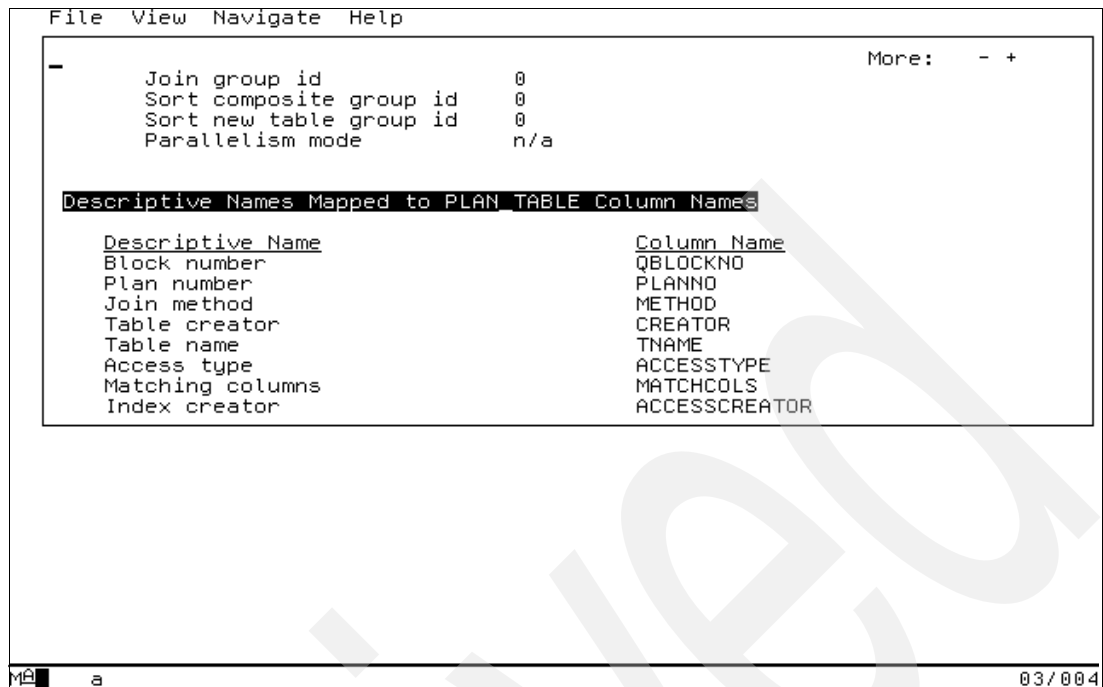 File View Navigate Help
More: - +
Join group id 0
Sort composite group id 0
Sort new table group id 0
Parallelism mode n/a
Descriptive Names Mapped to PLAN_TABLE Column Names
Descriptive Name Column Name
Block number QBLOCKNO
Plan number PLANNO
Join method METHOD
Table creator CREATOR
Table name TNAME
Access type ACCESSTYPE
Matching columns MATCHCOLS
Index creator ACCESSCREATOR
MA a 03/004